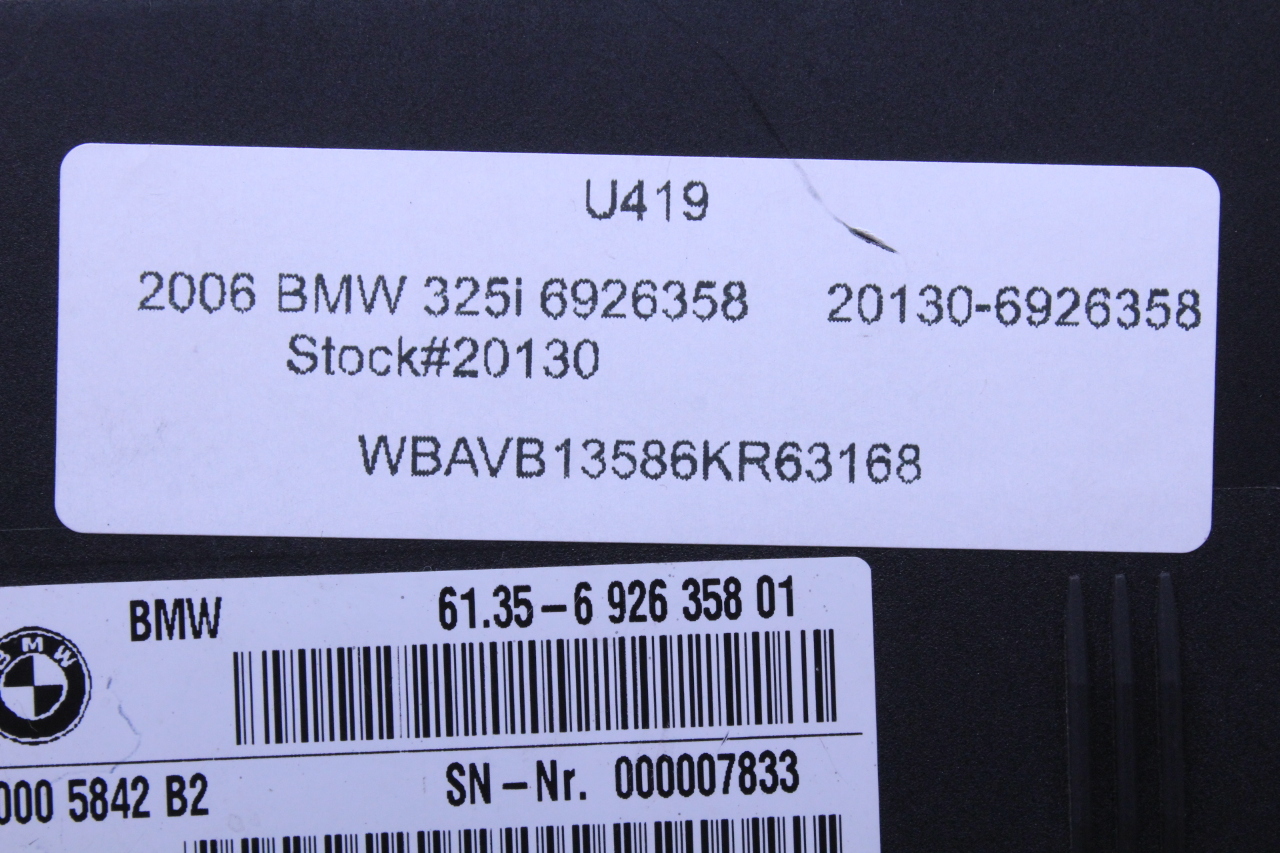 U419
2006 BMW 325i 6926358 20130-6926358
Stock#20130
WBAVB13586KR63168
BMW 61.35-6 926 358 01
BMW
000 5842 B2 SN-Nr. 000007833